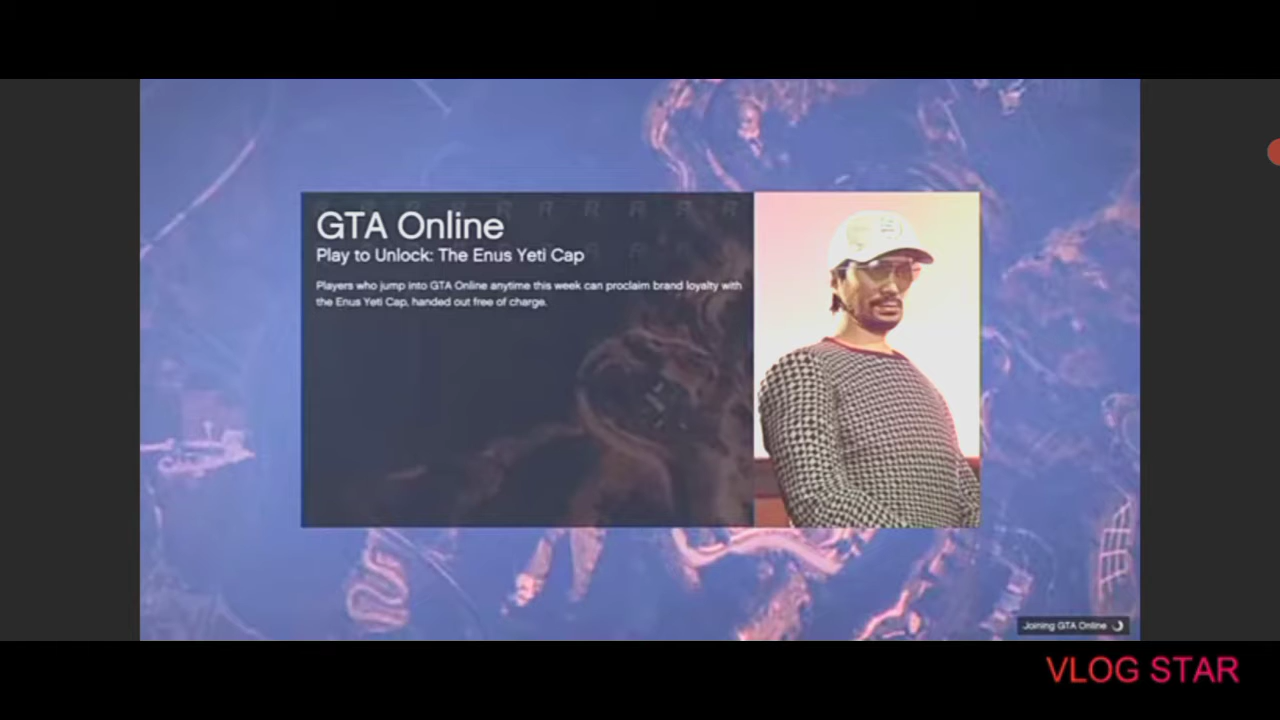 GTA Online
Play to Unlock: The Enus Yeti Cap
Players who jump into GTA Online anytime this week can proclaim brand loyalty with
the Enus Yeti Cap, handed out free of charge.
Joining GTA Online
VLOG STAR